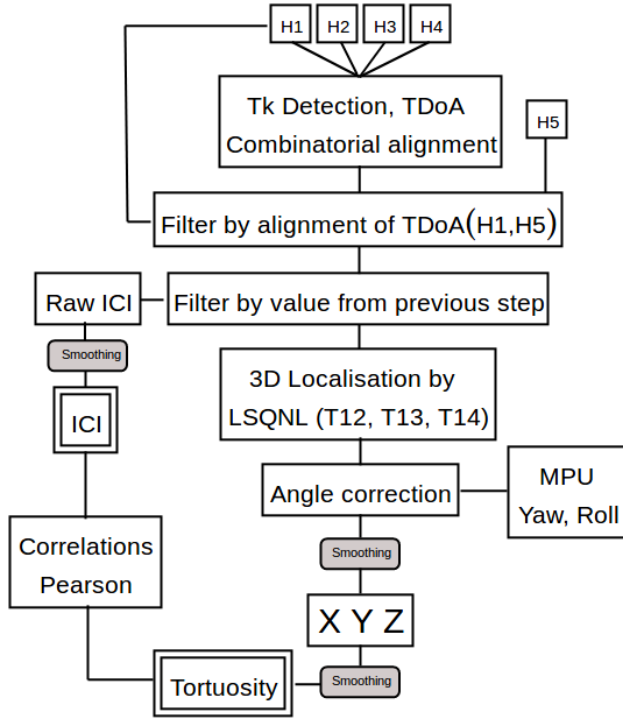 H1 H2 H3 H4
Tk Detection, TDoA
Combinatorial alignment
H5
Filter by alignment of TDoA(H1,H5)
Raw ICI
Filter by value from previous step
Smoothing
3D Localisation by
LSQNL (T12, T13, T14)
ICI
Angle correction
MPU
Yaw, Roll
Correlations
Pearson
Smoothing
X Y Z
Tortuosity
Smoothing